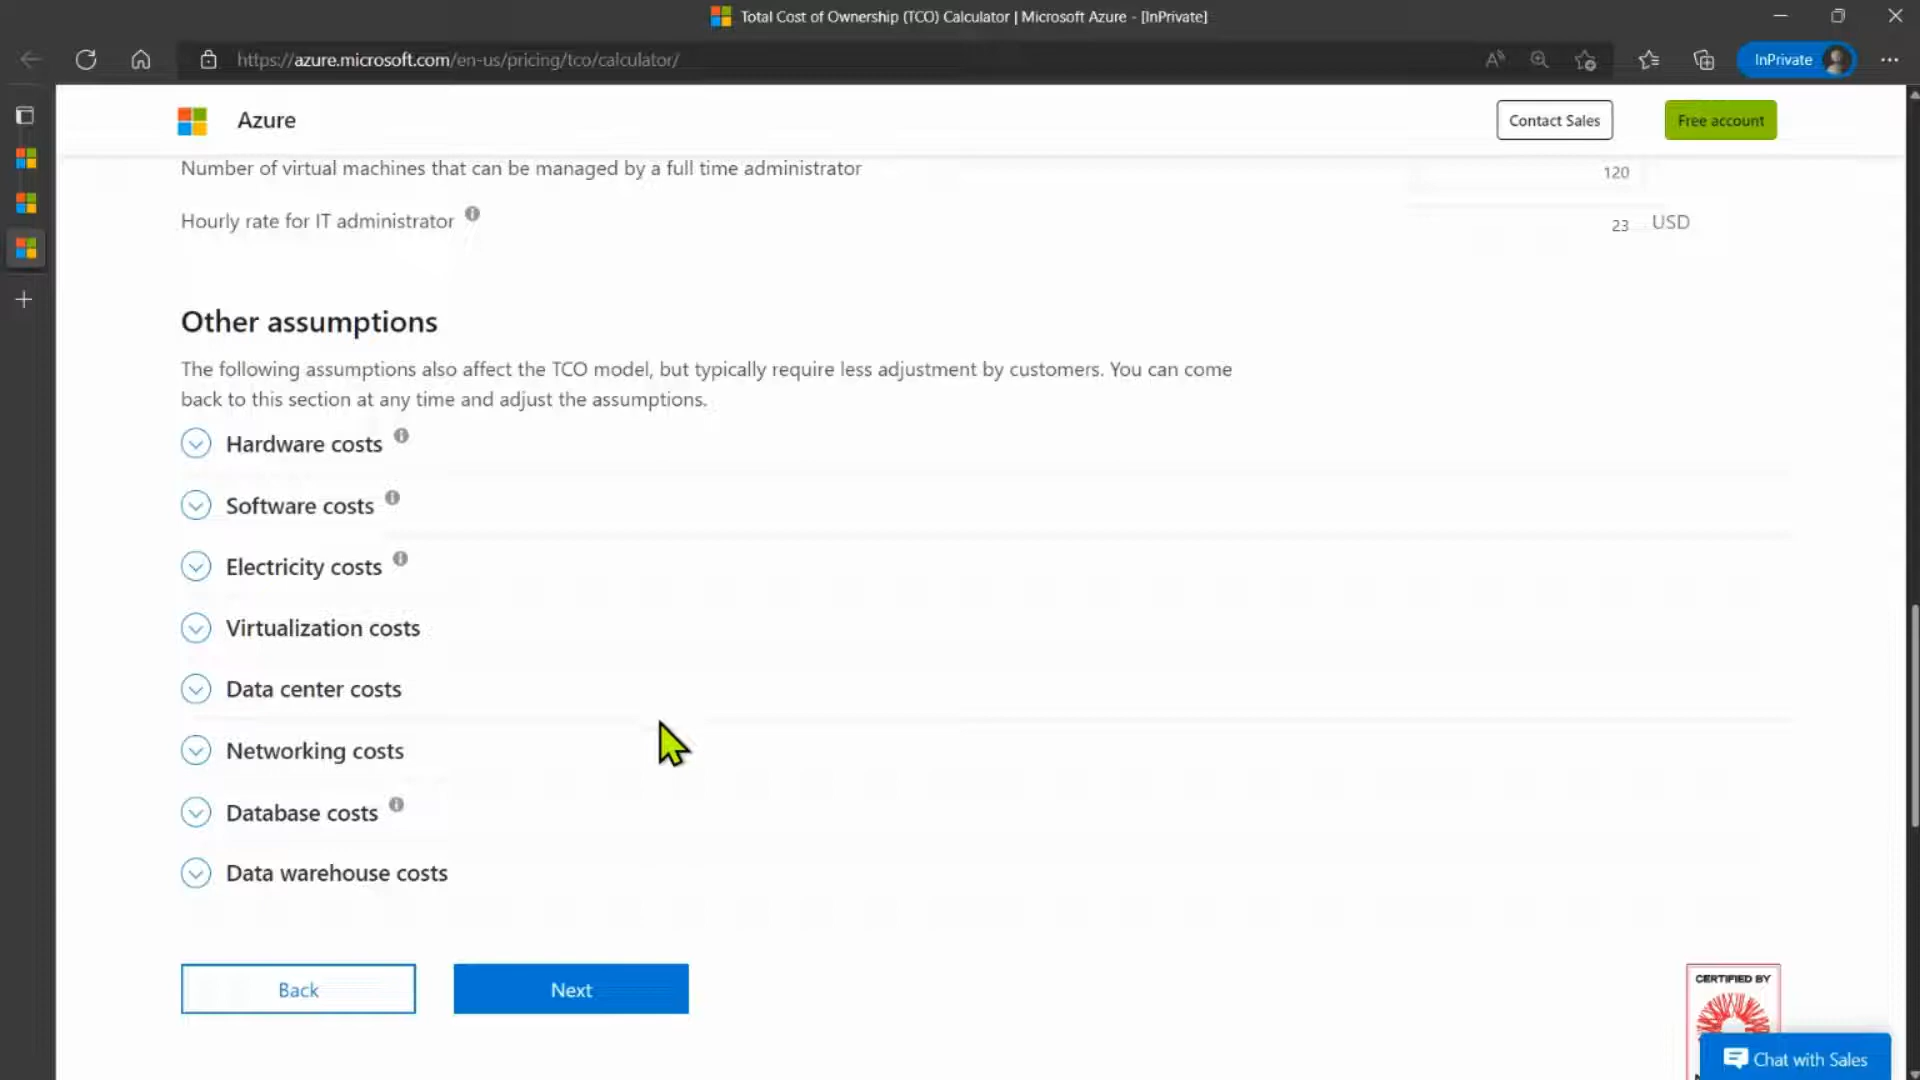 Total Cost of Ownership (TCO) Calculator | Microsoft Azure - [InPrivate]
https://azure.microsoft.com/en-us/pricing/tco/calculator/
InPrivate
Azure
Contact Sales
Free account
Number of virtual machines that can be managed by a full time administrator
120
Hourly rate for IT administrator
23 USD
Other assumptions
The following assumptions also affect the TCO model, but typically require less adjustment by customers. You can come
back to this section at any time and adjust the assumptions.
Hardware costs
Software costs
Electricity costs
Virtualization costs
Data center costs
Networking costs
Database costs
Data warehouse costs
Back
Next
CERTIFIED BY
Chat with Sales